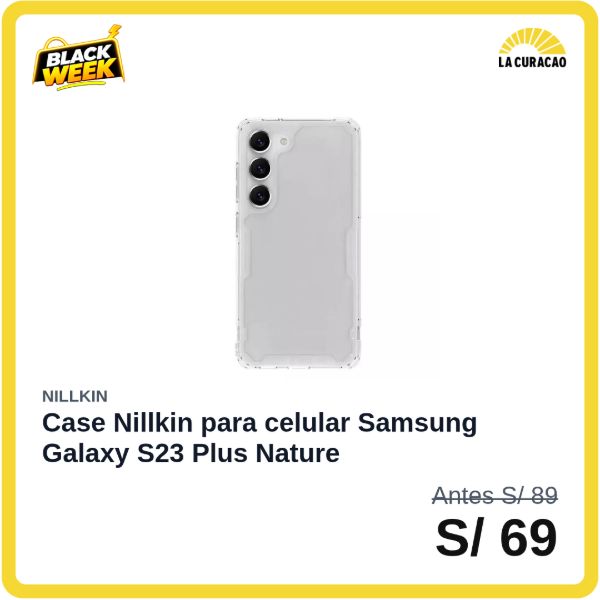 BLACK
WEEK
LA CURACAO
NILLKIN
Case Nillkin para celular Samsung
Galaxy S23 Plus Nature
Antes S/ 89
S/ 69